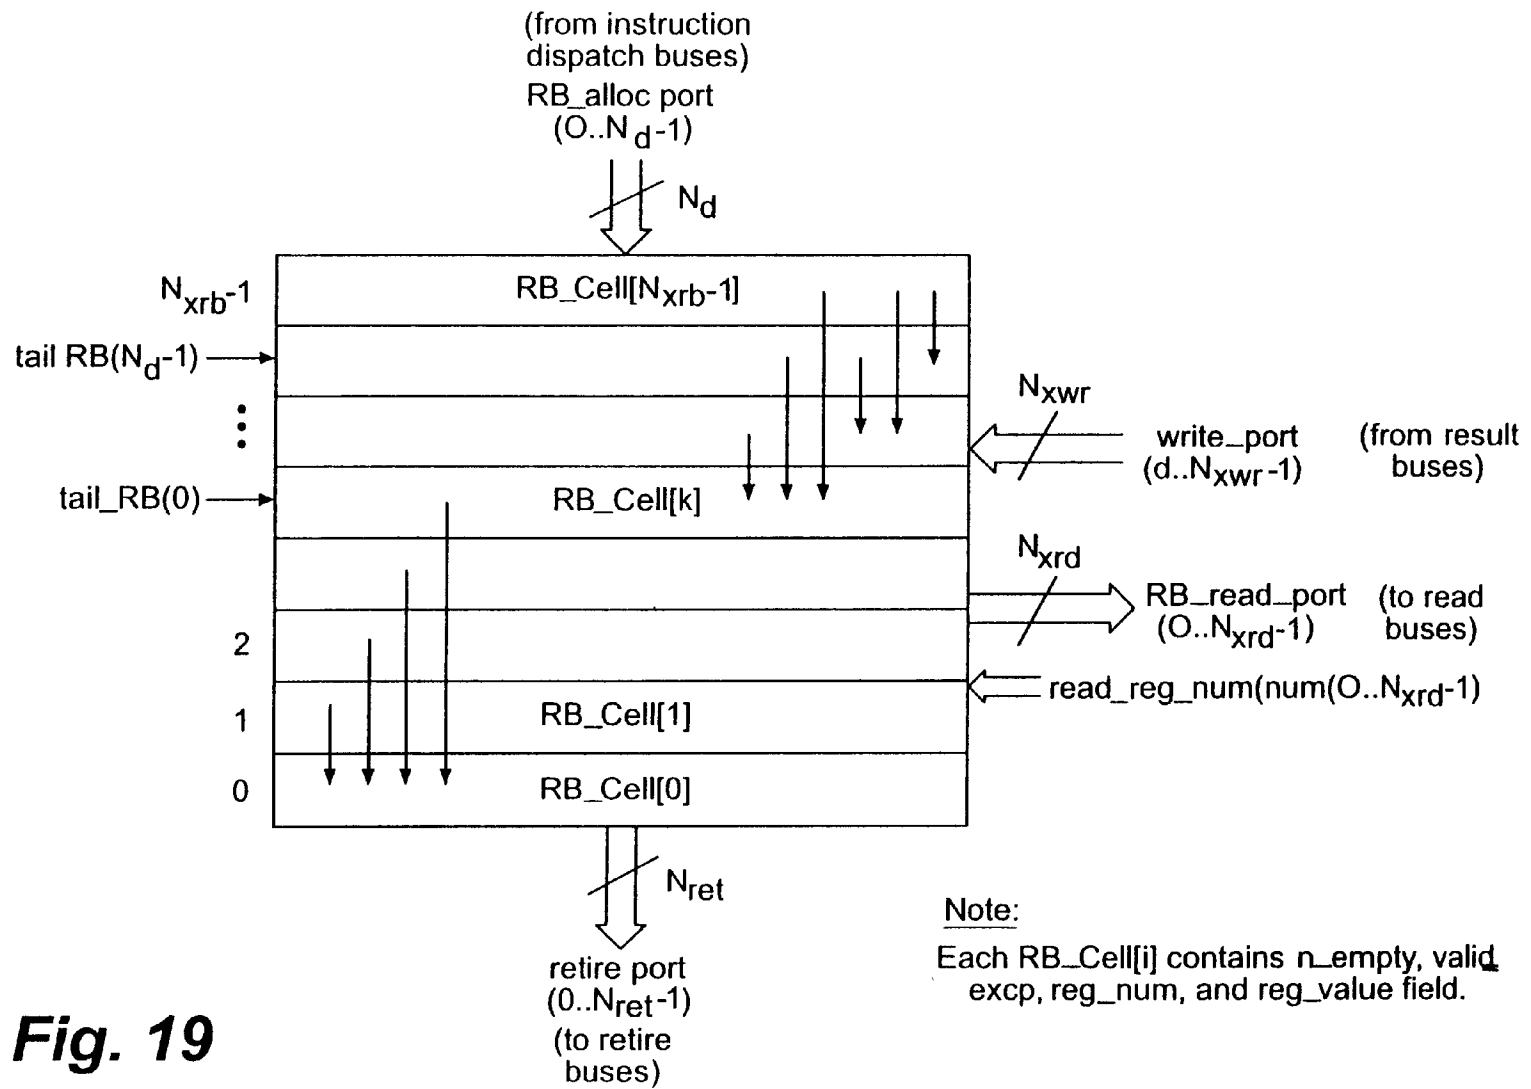 (from instruction
dispatch buses)
RB_alloc port
(O..Nd-1)
Nd
Nxrb-1
RB_Cell[Nxrb-1]
tail RB(Nd-1)
Nxwr
write_port (from result
(d..Nxwr-1) buses)
tail_RB(0)
RB_Cell[k]
Nxrd
RB_read_port (to read
(O..Nxrd-1) buses)
2
read_reg_num(num(O..Nxrd-1)
1
RB_Cell[1]
0
RB_Cell[0]
Nret
retire port
(0..Nret-1)
(to retire
buses)
Note:
Each RB_Cell[i] contains n_empty, valid
excp, reg_num, and reg_value field.
Fig. 19